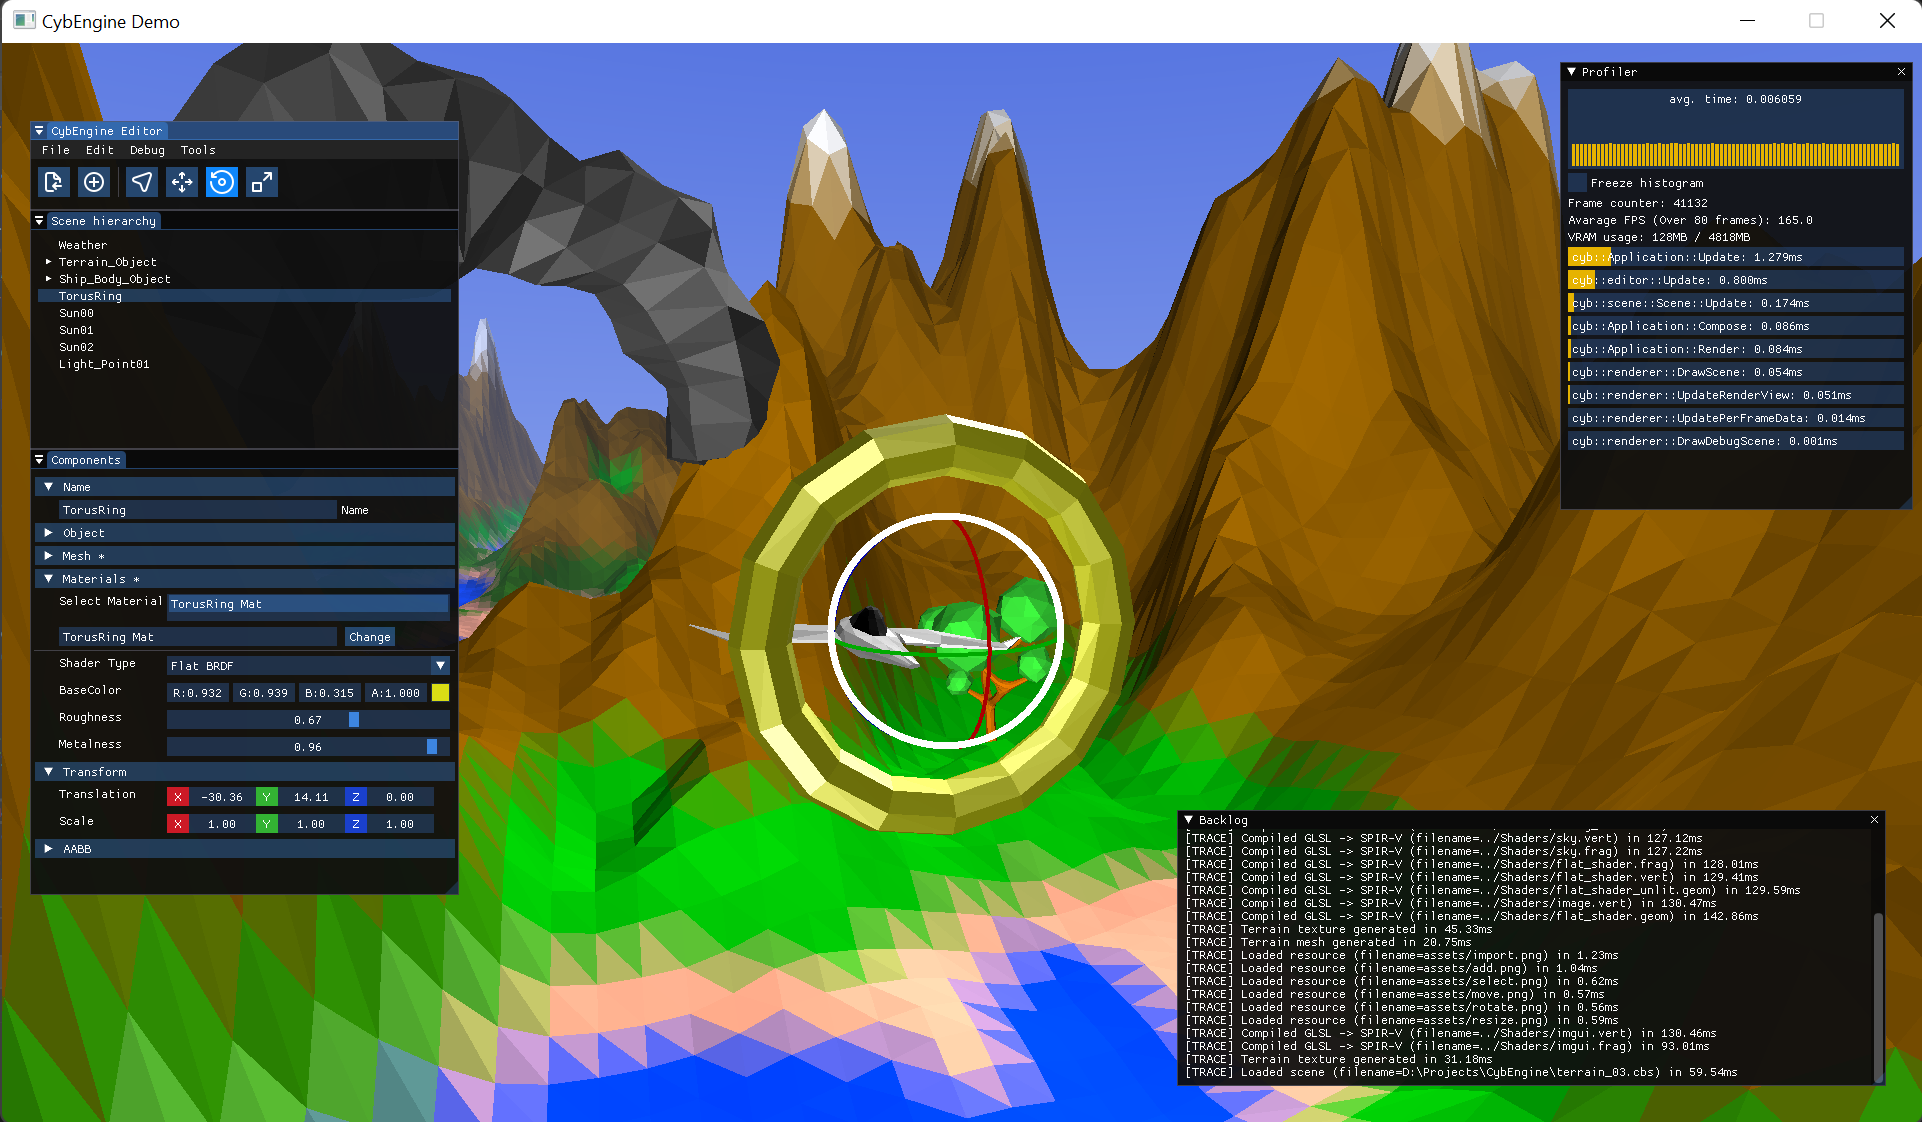 CybEngine Demo
CybEngine Editor
File Edit Debug Tools
Scene hierarchy
Weather
Terrain_Object
Ship_Body_Object
TorusRing
Sun00
Sun01
Sun02
Light_Point01
Components
Name
TorusRing Name
Object
Mesh *
Materials *
Select Material TorusRing Mat
TorusRing Mat Change
Shader Type Flat BRDF
BaseColor R:0.932 G:0.939 B:0.315 A:1.000
Roughness 0.67
Metalness 0.96
Transform
Translation X -30.36 Y 14.11 Z 0.00
Scale X 1.00 Y 1.00 Z 1.00
AABB
Profiler
avg. time: 0.006059
Freeze histogram
Frame counter: 41132
Avarage FPS (Over 80 frames): 165.0
VRAM usage: 128MB / 4818MB
cyb::Application::Update: 1.279ms
cyb::editor::Update: 0.800ms
cyb::scene::Scene::Update: 0.174ms
cyb::Application::Compose: 0.086ms
cyb::Application::Render: 0.084ms
cyb::renderer::DrawScene: 0.054ms
cyb::renderer::UpdateRenderView: 0.051ms
cyb::renderer::UpdatePerFrameData: 0.014ms
cyb::renderer::DrawDebugScene: 0.001ms
Backlog
[TRACE] Compiled GLSL -> SPIR-V (filename=../Shaders/sky.vert) in 127.12ms
[TRACE] Compiled GLSL -> SPIR-V (filename=../Shaders/sky.frag) in 127.22ms
[TRACE] Compiled GLSL -> SPIR-V (filename=../Shaders/flat_shader.frag) in 128.01ms
[TRACE] Compiled GLSL -> SPIR-V (filename=../Shaders/flat_shader.vert) in 129.41ms
[TRACE] Compiled GLSL -> SPIR-V (filename=../Shaders/flat_shader_unlit.geom) in 129.59ms
[TRACE] Compiled GLSL -> SPIR-V (filename=../Shaders/image.vert) in 130.47ms
[TRACE] Compiled GLSL -> SPIR-V (filename=../Shaders/flat_shader.geom) in 142.86ms
[TRACE] Terrain texture generated in 45.33ms
[TRACE] Terrain mesh generated in 20.75ms
[TRACE] Loaded resource (filename=assets/import.png) in 1.23ms
[TRACE] Loaded resource (filename=assets/add.png) in 1.04ms
[TRACE] Loaded resource (filename=assets/select.png) in 0.62ms
[TRACE] Loaded resource (filename=assets/move.png) in 0.57ms
[TRACE] Loaded resource (filename=assets/rotate.png) in 0.56ms
[TRACE] Loaded resource (filename=assets/resize.png) in 0.59ms
[TRACE] Compiled GLSL -> SPIR-V (filename=../Shaders/imgui.vert) in 130.46ms
[TRACE] Compiled GLSL -> SPIR-V (filename=../Shaders/imgui.frag) in 93.01ms
[TRACE] Terrain texture generated in 31.18ms
[TRACE] Loaded scene (filename=D:\Projects\CybEngine\terrain_03.cbs) in 59.54ms